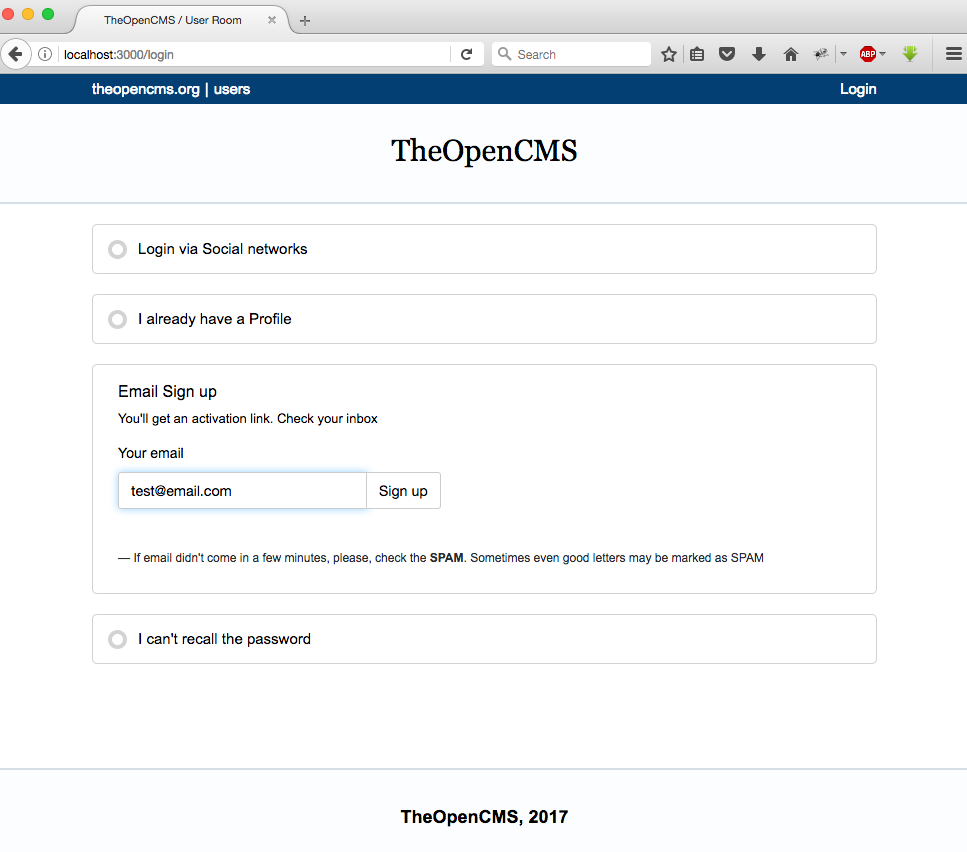 TheOpenCMS / User Room
localhost:3000/login
Search
ABP
theopencms.org | users
Login
TheOpenCMS
Login via Social networks
I already have a Profile
Email Sign up
You'll get an activation link. Check your inbox
Your email
test@email.com
Sign up
— If email didn't come in a few minutes, please, check the SPAM. Sometimes even good letters may be marked as SPAM
I can't recall the password
TheOpenCMS, 2017